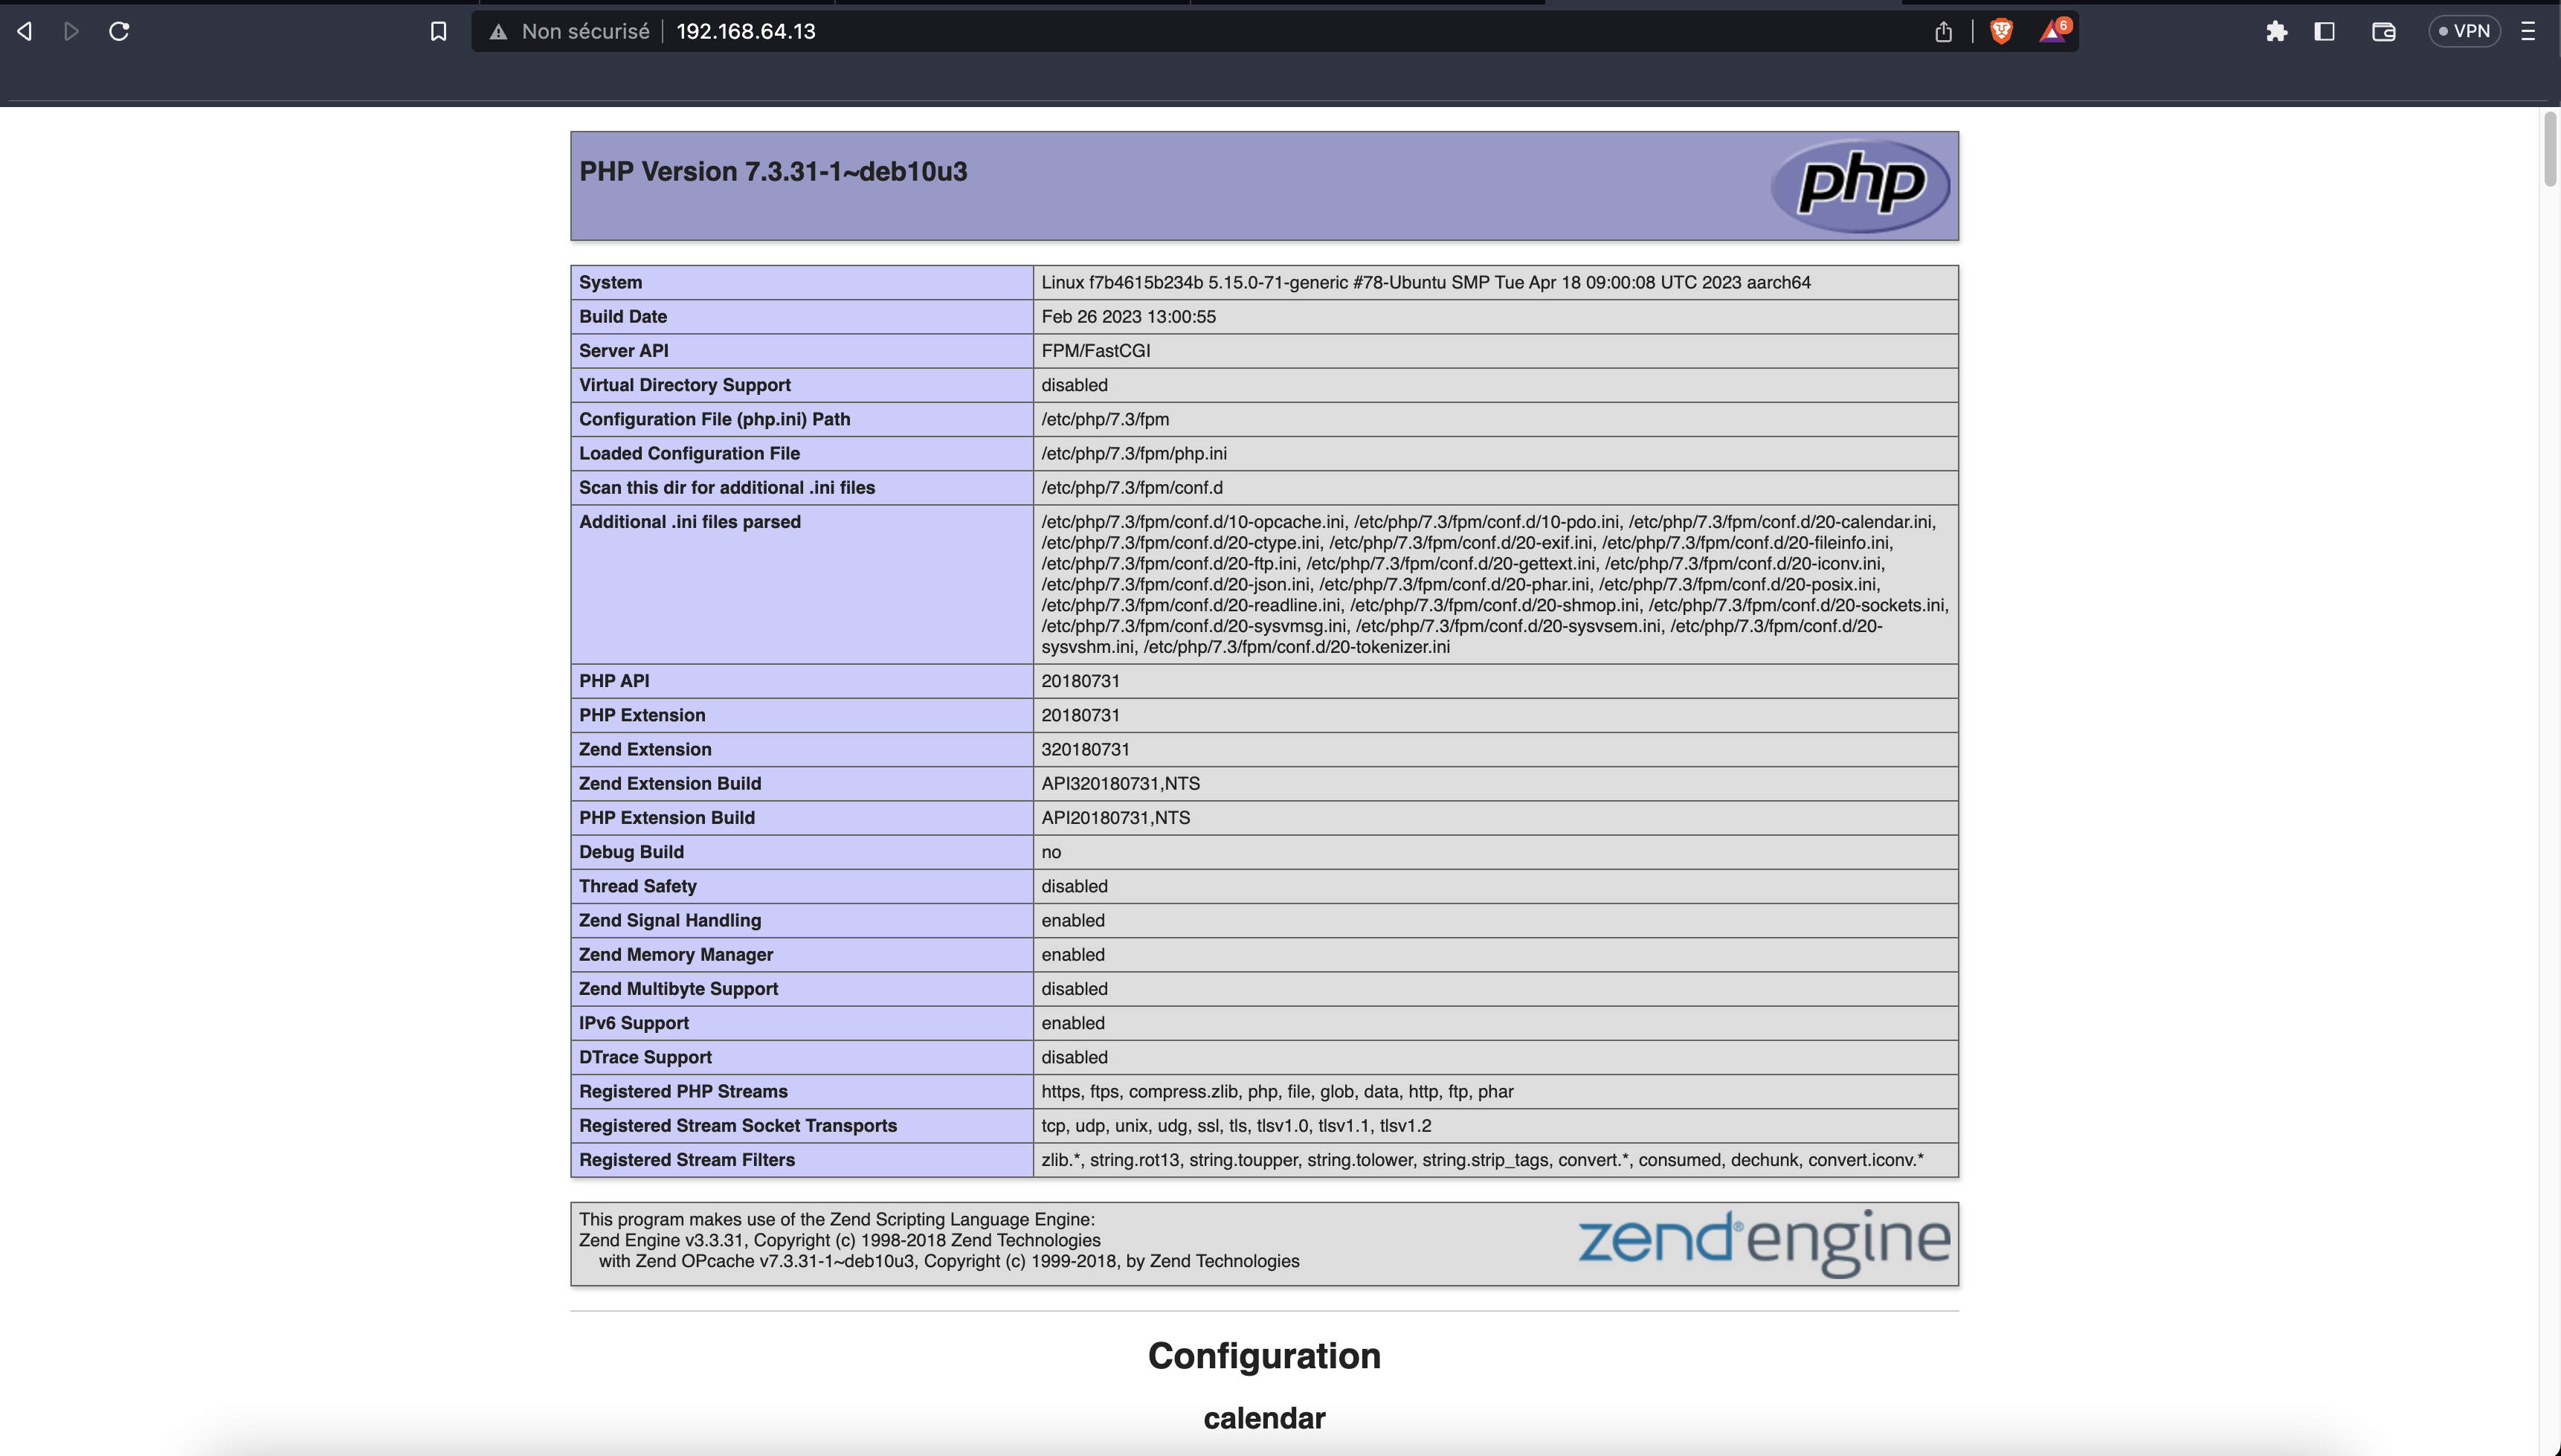 Non sécurisé 192.168.64.13
6
VPN
PHP Version 7.3.31-1~deb10u3
php
System Linux f7b4615b234b 5.15.0-71-generic #78-Ubuntu SMP Tue Apr 18 09:00:08 UTC 2023 aarch64
Build Date Feb 26 2023 13:00:55
Server API FPM/FastCGI
Virtual Directory Support disabled
Configuration File (php.ini) Path /etc/php/7.3/fpm
Loaded Configuration File /etc/php/7.3/fpm/php.ini
Scan this dir for additional .ini files /etc/php/7.3/fpm/conf.d
Additional .ini files parsed /etc/php/7.3/fpm/conf.d/10-opcache.ini, /etc/php/7.3/fpm/conf.d/10-pdo.ini, /etc/php/7.3/fpm/conf.d/20-calendar.ini,
/etc/php/7.3/fpm/conf.d/20-ctype.ini, /etc/php/7.3/fpm/conf.d/20-exif.ini, /etc/php/7.3/fpm/conf.d/20-fileinfo.ini,
/etc/php/7.3/fpm/conf.d/20-ftp.ini, /etc/php/7.3/fpm/conf.d/20-gettext.ini, /etc/php/7.3/fpm/conf.d/20-iconv.ini,
/etc/php/7.3/fpm/conf.d/20-json.ini, /etc/php/7.3/fpm/conf.d/20-phar.ini, /etc/php/7.3/fpm/conf.d/20-posix.ini,
/etc/php/7.3/fpm/conf.d/20-readline.ini, /etc/php/7.3/fpm/conf.d/20-shmop.ini, /etc/php/7.3/fpm/conf.d/20-sockets.ini,
/etc/php/7.3/fpm/conf.d/20-sysvmsg.ini, /etc/php/7.3/fpm/conf.d/20-sysvsem.ini, /etc/php/7.3/fpm/conf.d/20-
sysvshm.ini, /etc/php/7.3/fpm/conf.d/20-tokenizer.ini
PHP API 20180731
PHP Extension 20180731
Zend Extension 320180731
Zend Extension Build API320180731,NTS
PHP Extension Build API20180731,NTS
Debug Build no
Thread Safety disabled
Zend Signal Handling enabled
Zend Memory Manager enabled
Zend Multibyte Support disabled
IPv6 Support enabled
DTrace Support disabled
Registered PHP Streams https, ftps, compress.zlib, php, file, glob, data, http, ftp, phar
Registered Stream Socket Transports tcp, udp, unix, udg, ssl, tls, tlsv1.0, tlsv1.1, tlsv1.2
Registered Stream Filters zlib.*, string.rot13, string.toupper, string.tolower, string.strip_tags, convert.*, consumed, dechunk, convert.iconv.*
This program makes use of the Zend Scripting Language Engine:
Zend Engine v3.3.31, Copyright (c) 1998-2018 Zend Technologies
with Zend OPcache v7.3.31-1~deb10u3, Copyright (c) 1999-2018, by Zend Technologies
zend® engine
Configuration
calendar